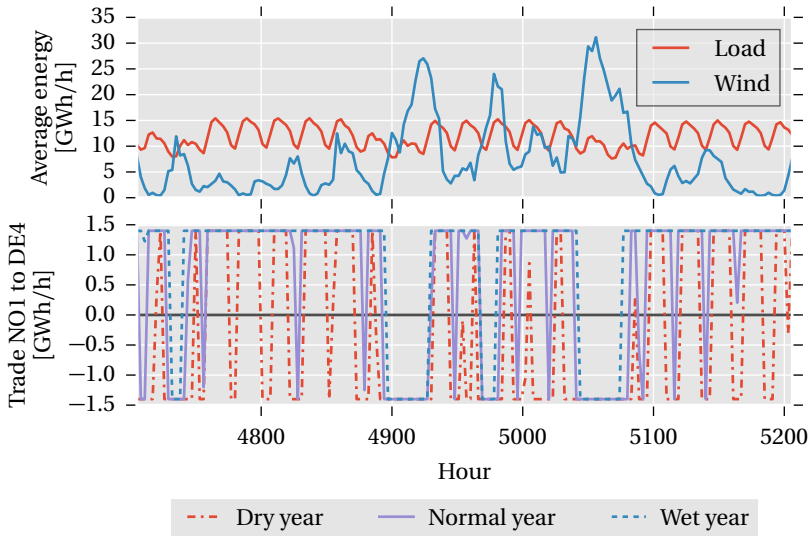 35
30
25
20
15
10
5
0
Average energy
[GWh/h]
Load
Wind
1.5
1.0
0.5
0.0
−0.5
−1.0
−1.5
Trade NO1 to DE4
[GWh/h]
4800 4900 5000 5100 5200
Hour
Dry year Normal year Wet year